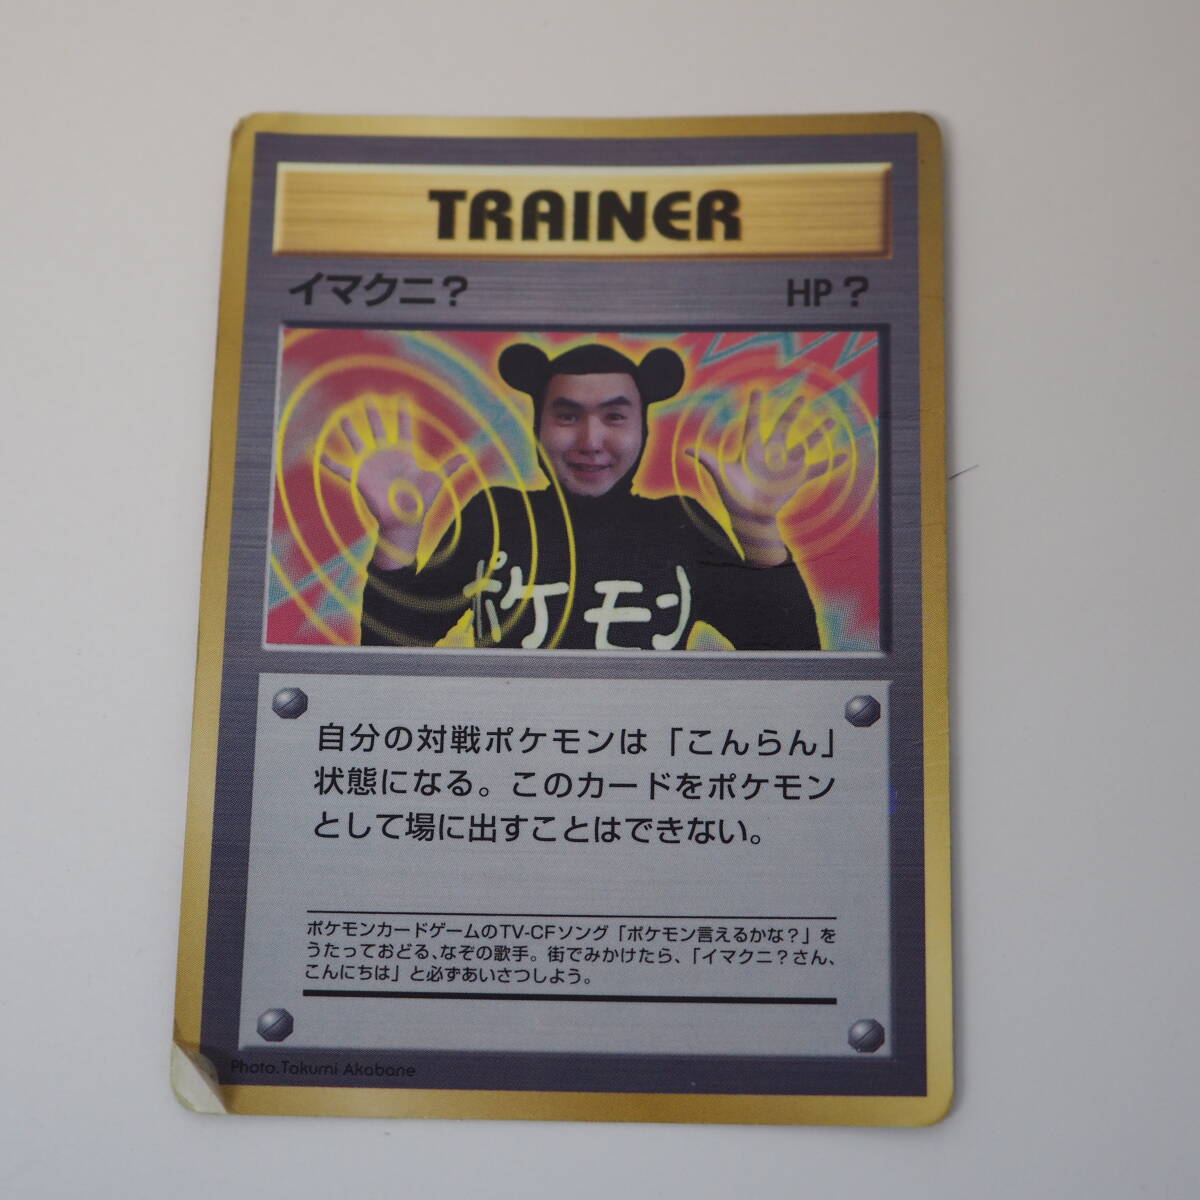 TRAINER
イマクニ? HP ?
ポケモン
自分の対戦ポケモンは「こんらん」
状態になる。このカードをポケモン
として場に出すことはできない。
ポケモンカードゲームのTV-CFソング「ポケモン言えるかな?」を
うたっておどる、なぞの歌手。街でみかけたら、「イマクニ?さん、
こんにちは」と必ずあいさつしよう。
Photo.Takumi Akabane